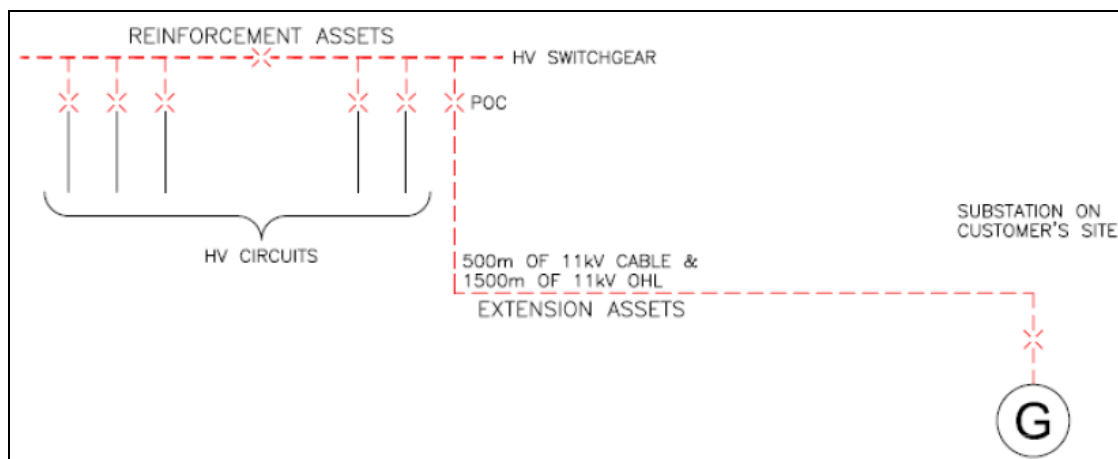 REINFORCEMENT ASSETS
HV SWITCHGEAR
POC
HV CIRCUITS
SUBSTATION ON
CUSTOMER'S SITE
500m OF 11kV CABLE &
1500m OF 11kV OHL
EXTENSION ASSETS
G